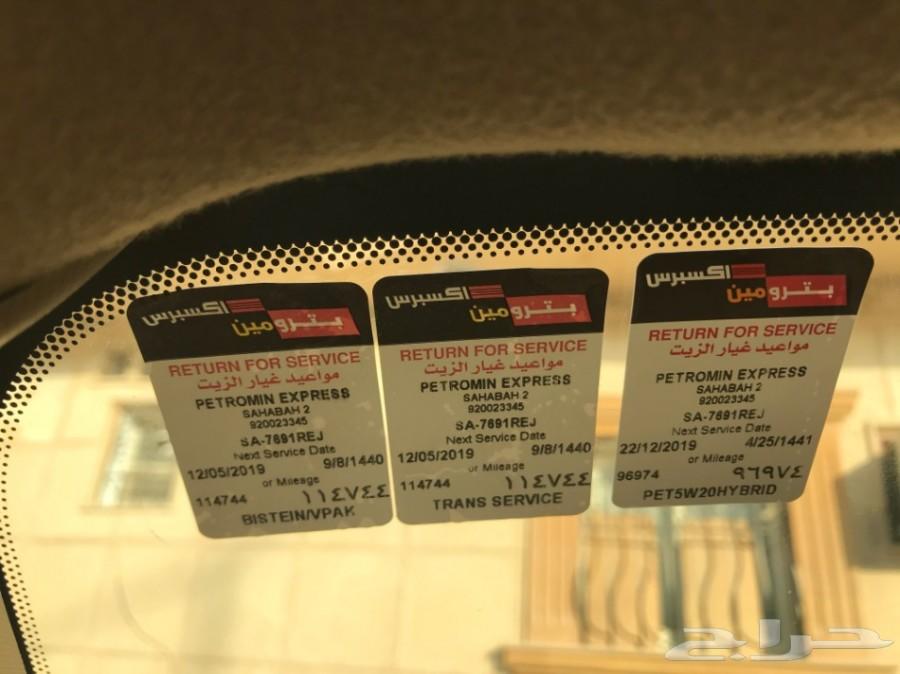 بترومين اكسبرس
RETURN FOR SERVICE
مواعيد غيار الزيت
PETROMIN EXPRESS
SAHABAH 2
920023345
SA-7691REJ
Next Service Date
12/05/2019 9/8/1440
or Mileage
114744 ١١٤٧٤٤
BISTEIN/VPAK
بترومين اكسبرس
RETURN FOR SERVICE
مواعيد غيار الزيت
PETROMIN EXPRESS
SAHABAH 2
920023345
SA-7691REJ
Next Service Date
12/05/2019 9/8/1440
or Mileage
114744 ١١٤٧٤٤
TRANS SERVICE
بترومين اكسبرس
RETURN FOR SERVICE
مواعيد غيار الزيت
PETROMIN EXPRESS
SAHABAH 2
920023345
SA-7691REJ
Next Service Date
22/12/2019 4/25/1441
or Mileage
96974 ٩٦٩٧٤
PET5W20HYBRID
حراج